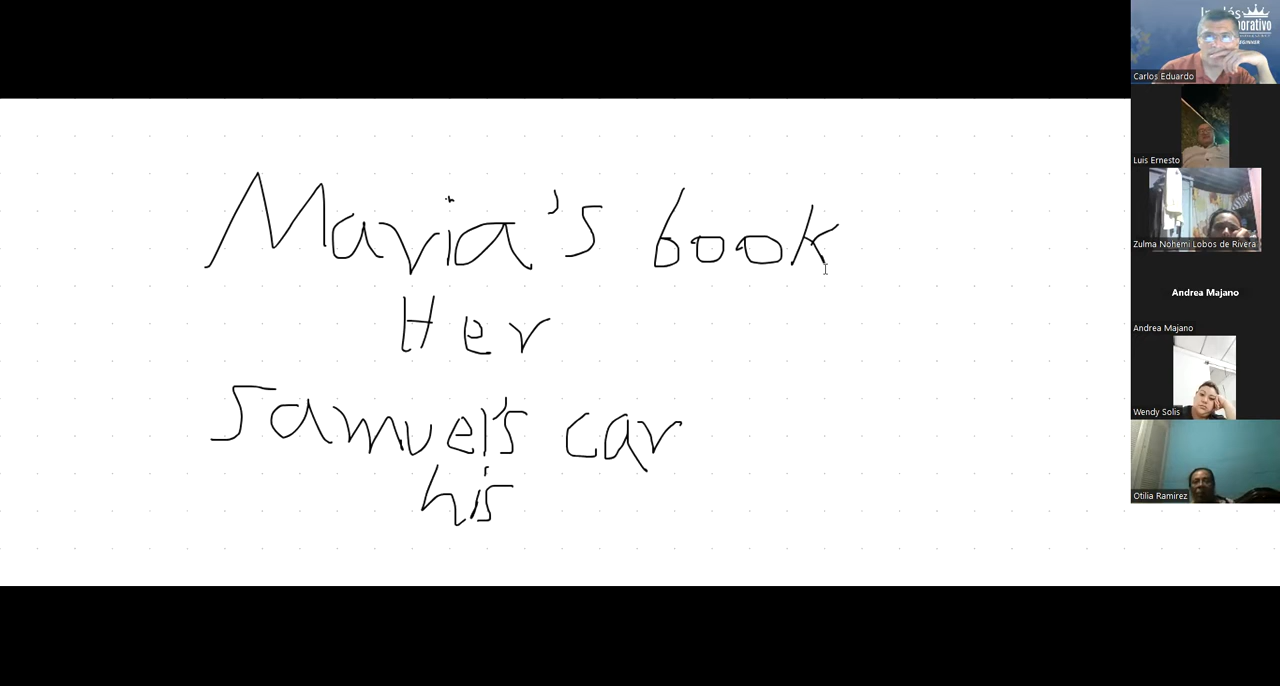 Maria's book
Her
Samuel's car
his
Carlos Eduardo
Luis Ernesto
Zulma Nohemi Lobos de Rivera
Andrea Majano
Andrea Majano
Wendy Solis
Otilia Ramirez